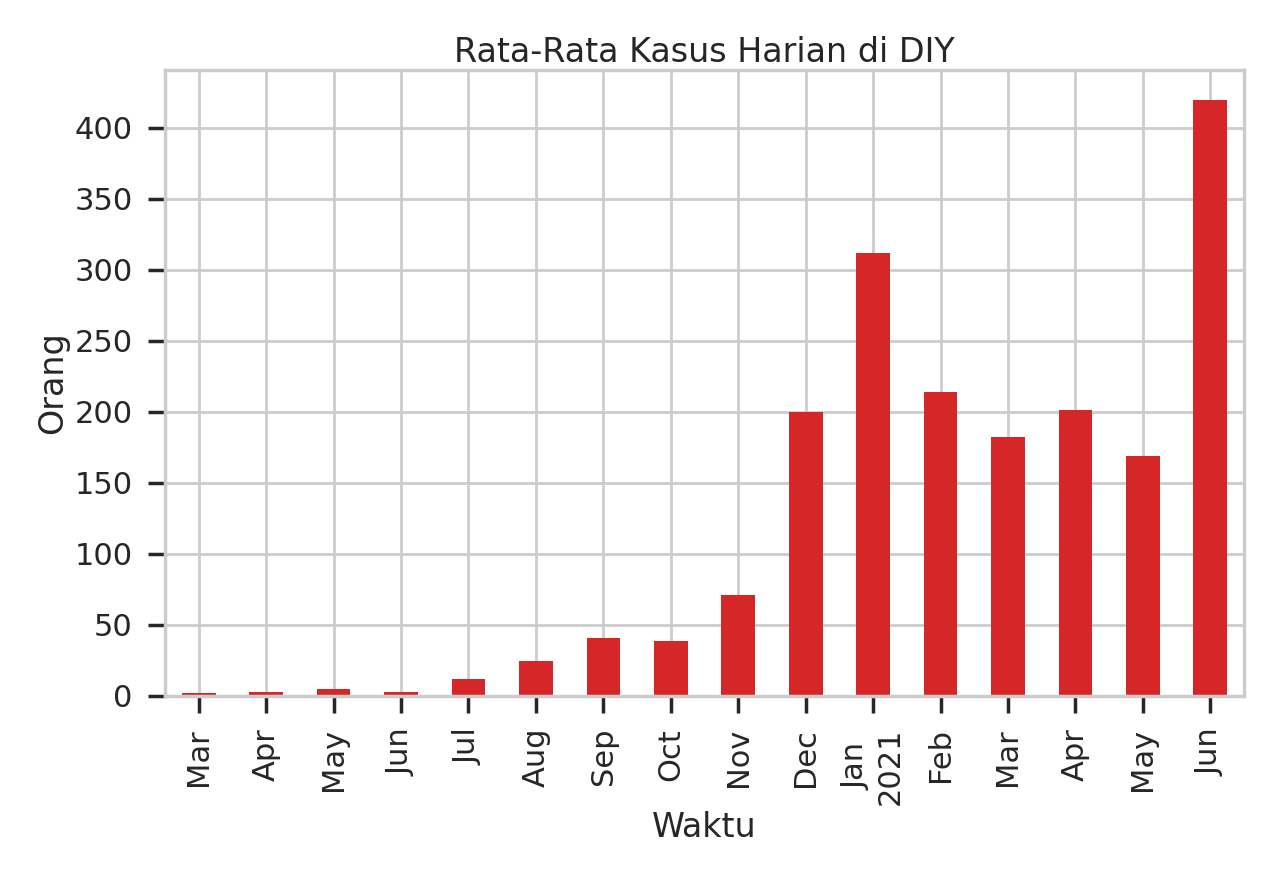 Rata-Rata Kasus Harian di DIY
Orang
400
350
300
250
200
150
100
50
0
Mar
Apr
May
Jun
Jul
Aug
Sep
Oct
Nov
Dec
Jan
2021
Feb
Mar
Apr
May
Jun
Waktu